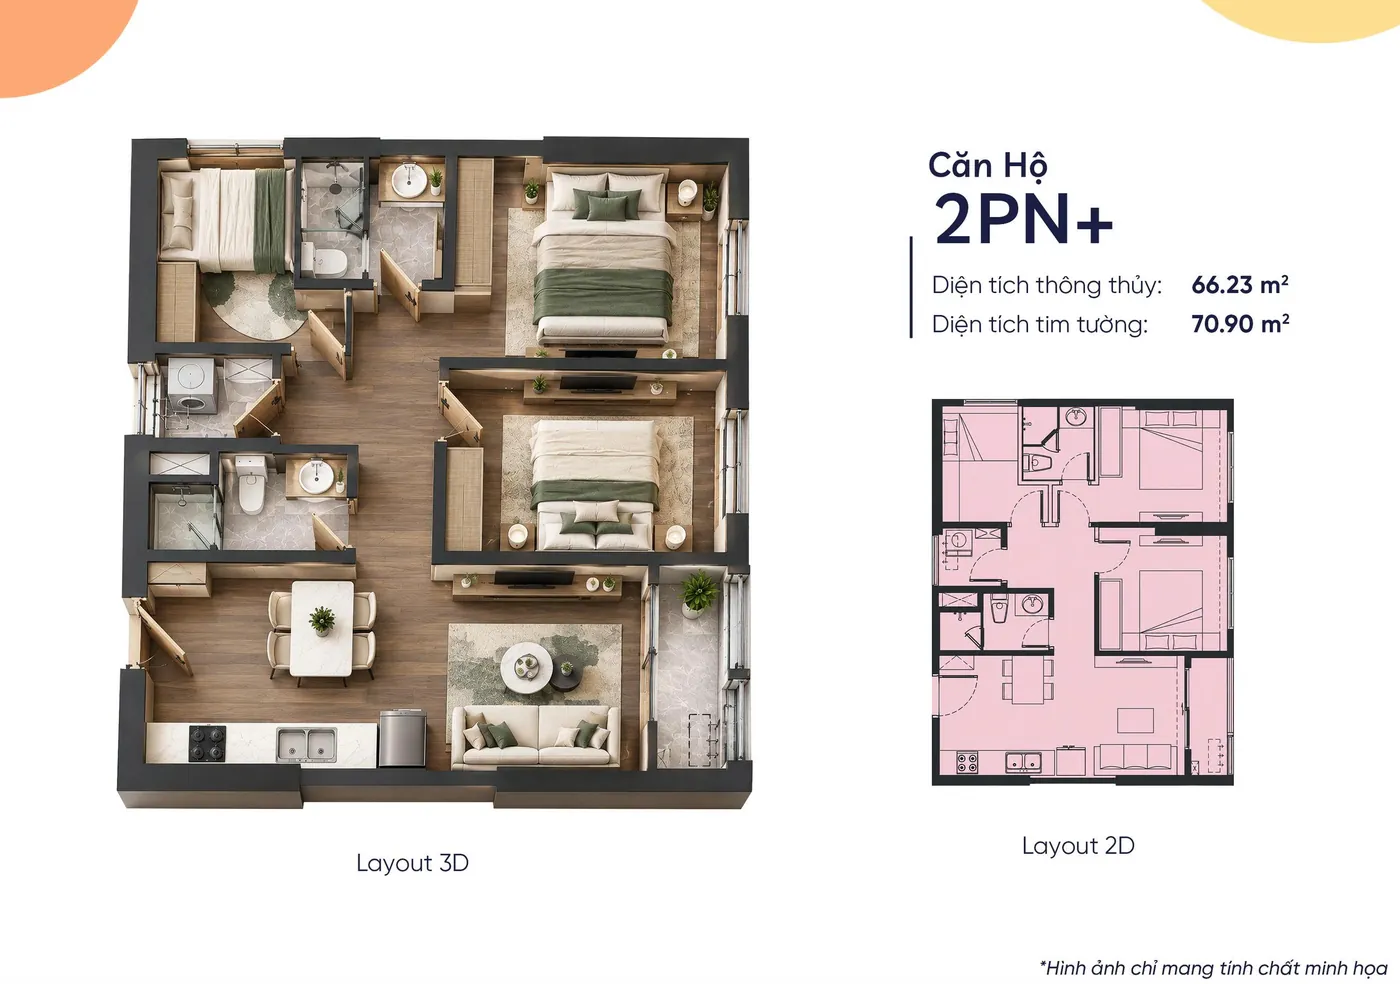 Căn Hộ
2PN+
Diện tích thông thủy: 66.23 m²
Diện tích tim tường: 70.90 m²
Layout 3D
Layout 2D
*Hình ảnh chỉ mang tính chất minh họa